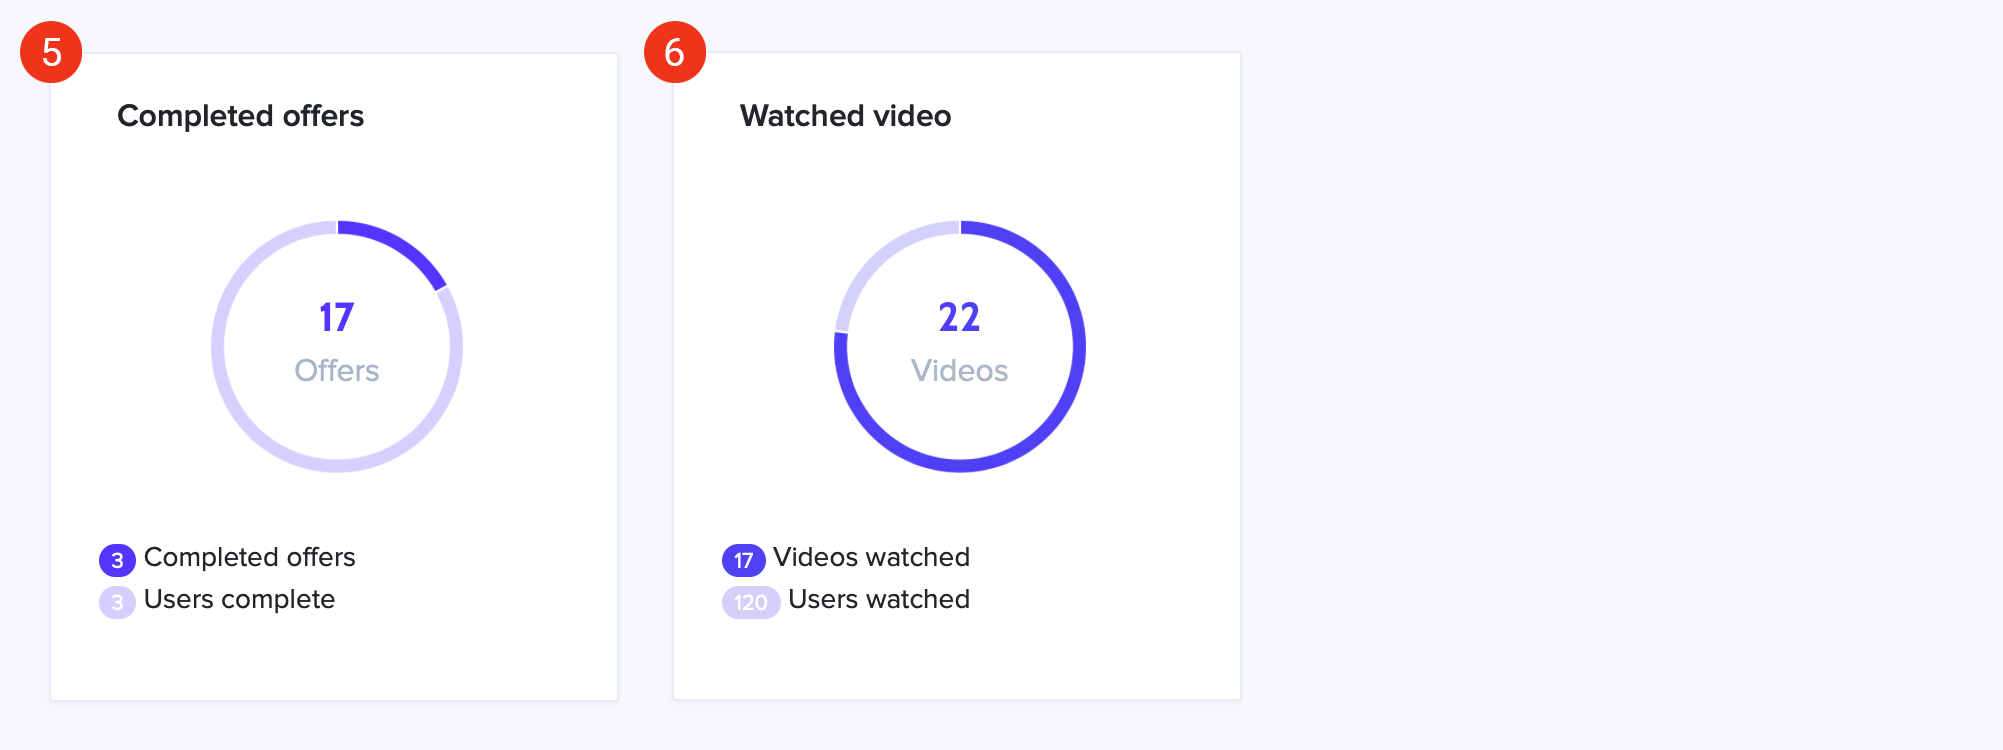 5
Completed offers
17
Offers
3 Completed offers
3 Users complete
6
Watched video
22
Videos
17 Videos watched
120 Users watched